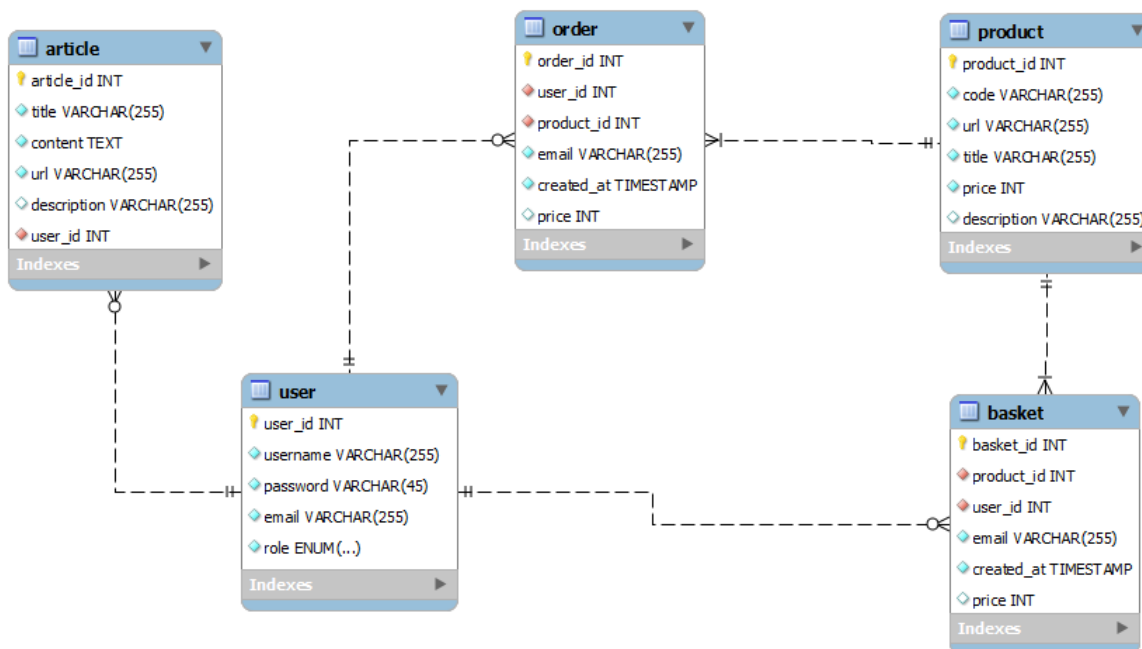 article
article_id INT
title VARCHAR(255)
content TEXT
url VARCHAR(255)
description VARCHAR(255)
user_id INT
Indexes
order
order_id INT
user_id INT
product_id INT
email VARCHAR(255)
created_at TIMESTAMP
price INT
Indexes
product
product_id INT
code VARCHAR(255)
url VARCHAR(255)
title VARCHAR(255)
price INT
description VARCHAR(255)
Indexes
user
user_id INT
username VARCHAR(255)
password VARCHAR(45)
email VARCHAR(255)
role ENUM(...)
Indexes
basket
basket_id INT
product_id INT
user_id INT
email VARCHAR(255)
created_at TIMESTAMP
price INT
Indexes